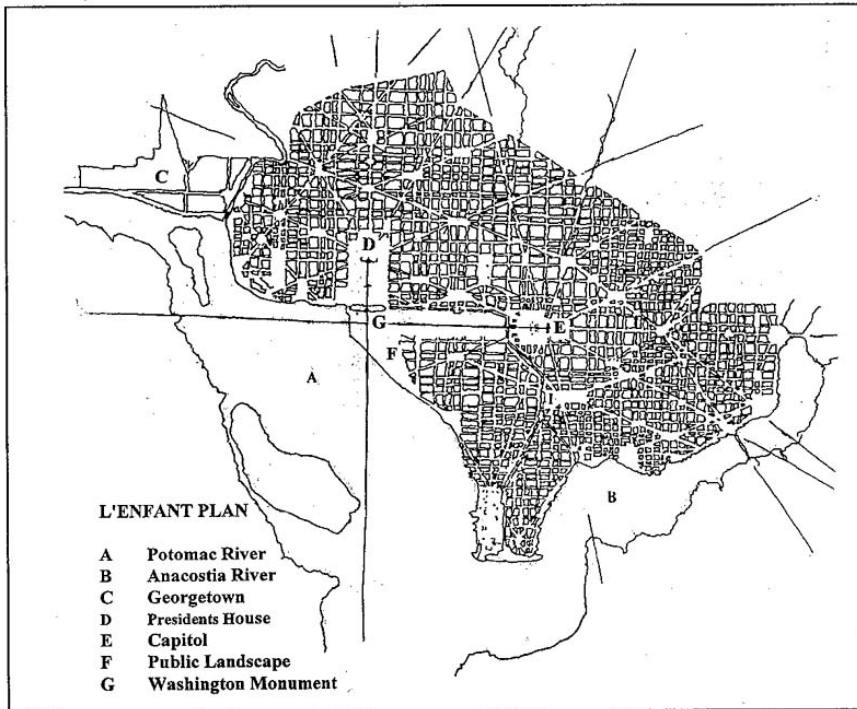 C
D
G
E
F
A
B
L'ENFANT PLAN
A Potomac River
B Anacostia River
C Georgetown
D Presidents House
E Capitol
F Public Landscape
G Washington Monument